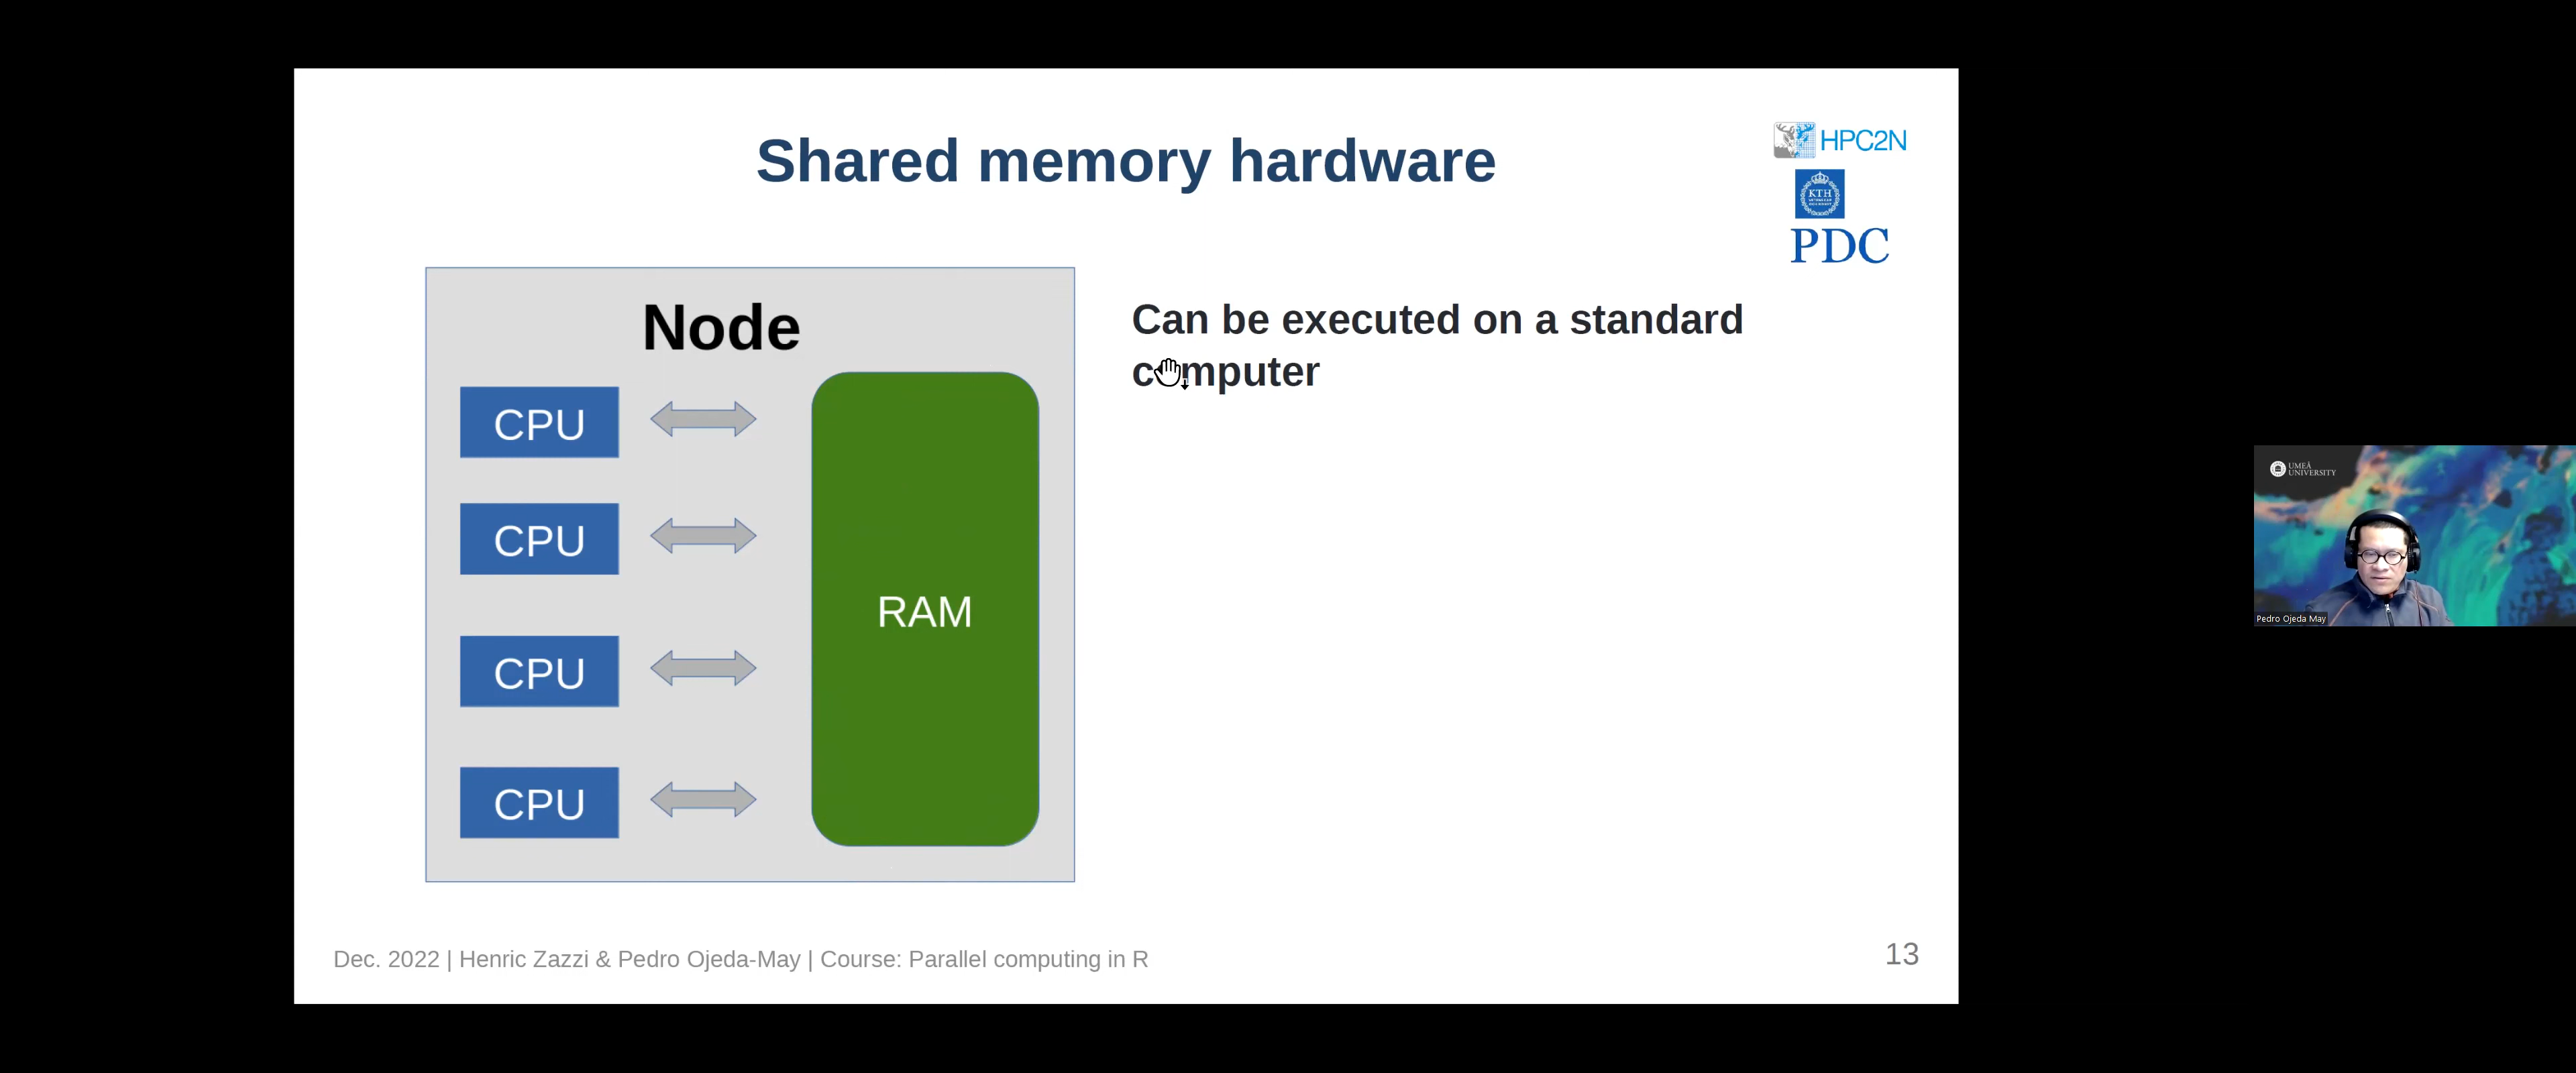 Shared memory hardware
HPC2N
KTH
PDC
Node
Can be executed on a standard
computer
CPU
CPU
CPU
CPU
RAM
Dec. 2022 | Henric Zazzi & Pedro Ojeda-May | Course: Parallel computing in R
13
UMEÅ
UNIVERSITY
Pedro Ojeda May